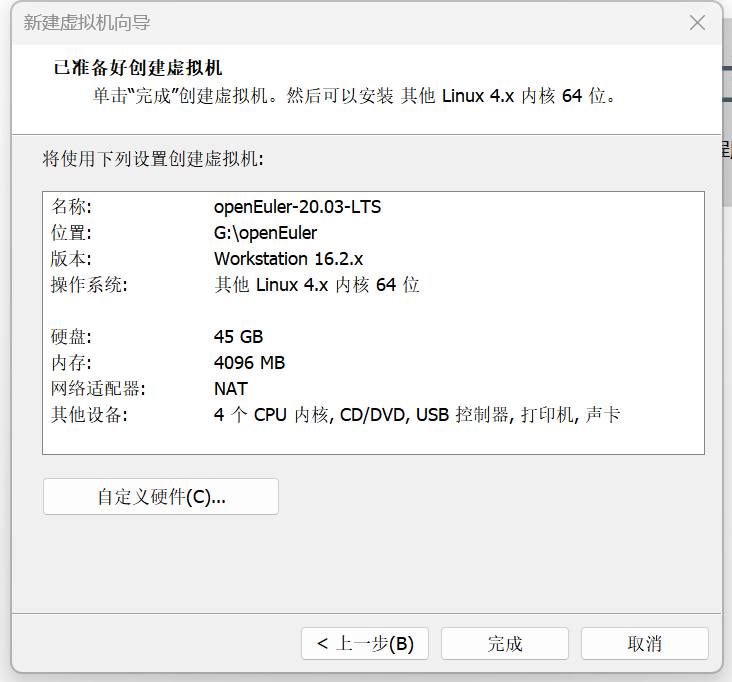 新建虚拟机向导
已准备好创建虚拟机
单击“完成”创建虚拟机。然后可以安装 其他 Linux 4.x 内核 64 位。
将使用下列设置创建虚拟机:
名称: openEuler-20.03-LTS
位置: G:\openEuler
版本: Workstation 16.2.x
操作系统: 其他 Linux 4.x 内核 64 位
硬盘: 45 GB
内存: 4096 MB
网络适配器: NAT
其他设备: 4 个 CPU 内核, CD/DVD, USB 控制器, 打印机, 声卡
自定义硬件(C)...
< 上一步(B) 完成 取消